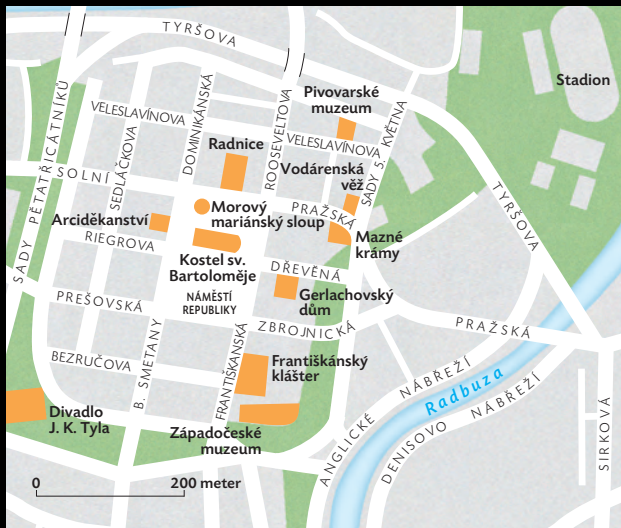 TYRŠOVA
Stadion
SADY PĚTATŘICÁTNÍKŮ
Pivovarské
muzeum
DOMINIKÁNSKÁ
ROOSEVELTOVA
VELESLAVÍNOVA
VELESLAVÍNOVA
SADY 5. KVĚTNA
SEDLÁČKOVA
Radnice
Vodárenská
věž
SOLNÍ
PRAŽSKÁ
TYRŠOVA
Arciděkanství
Morový
mariánský sloup
Mazné
krámy
RIEGROVA
Kostel sv.
Bartoloměje
DŘEVĚNÁ
NÁMĚSTÍ
REPUBLIKY
Gerlachovský
dům
PREŠOVSKÁ
ZBROJNICKÁ
PRAŽSKÁ
BEZRUČOVA
B. SMETANY
FRANTIŠKÁNSKÁ
Františkánský
klášter
Radbuza
ANGLICKÉ NÁBŘEŽÍ
DENISOVO NÁBŘEŽÍ
SIRKOVÁ
Divadlo
J. K. Tyla
Západočeské
muzeum
0 200 meter